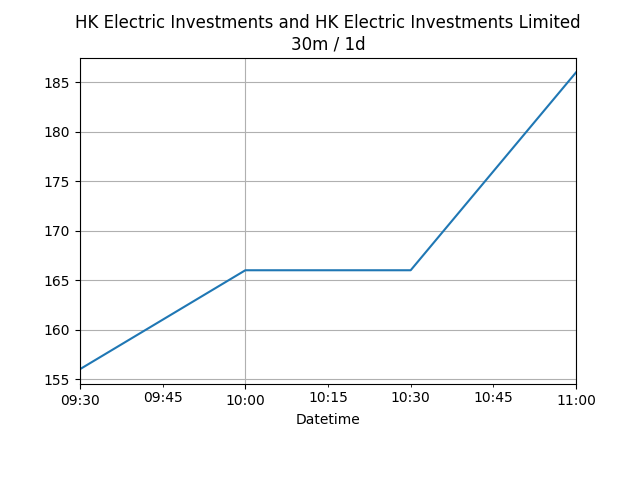 HK Electric Investments and HK Electric Investments Limited
30m / 1d
185
180
175
170
165
160
155
09:30 09:45 10:00 10:15 10:30 10:45 11:00
Datetime